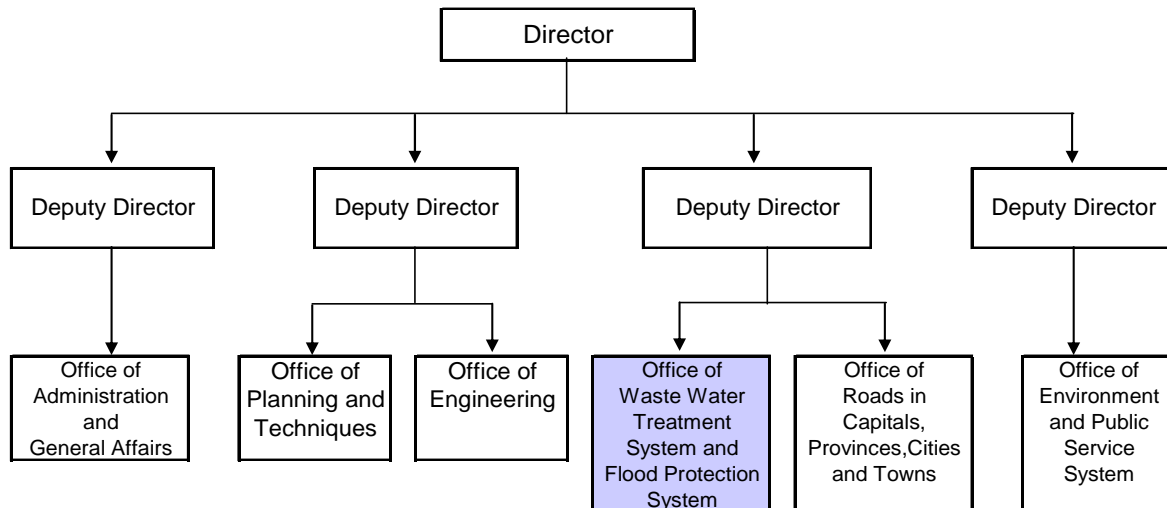 Director
Deputy Director
Deputy Director
Deputy Director
Deputy Director
Office of
Administration
and
General Affairs
Office of
Planning and
Techniques
Office of
Engineering
Office of
Waste Water
Treatment
System and
Flood Protection
System
Office of
Roads in
Capitals,
Provinces,Cities
and Towns
Office of
Environment
and Public
Service
System